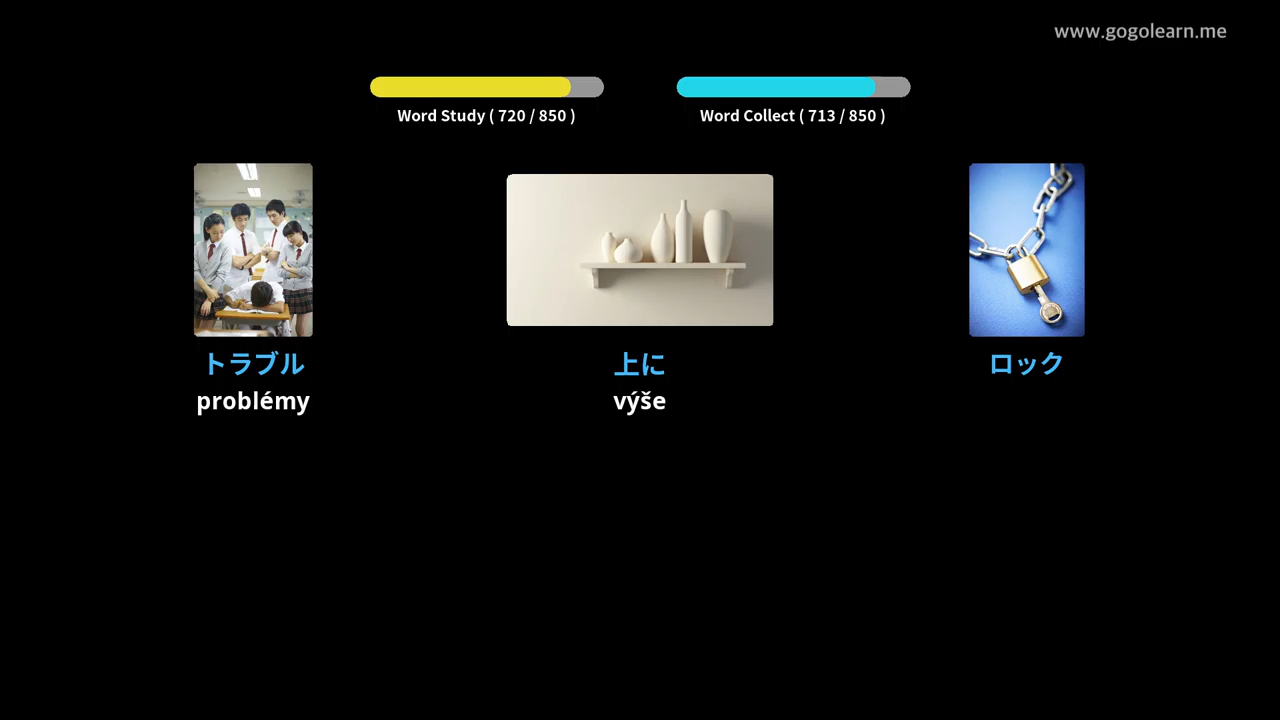 www.gogolearn.me
Word Study ( 720 / 850 )
Word Collect ( 713 / 850 )
トラブル
problémy
上に
výše
ロック